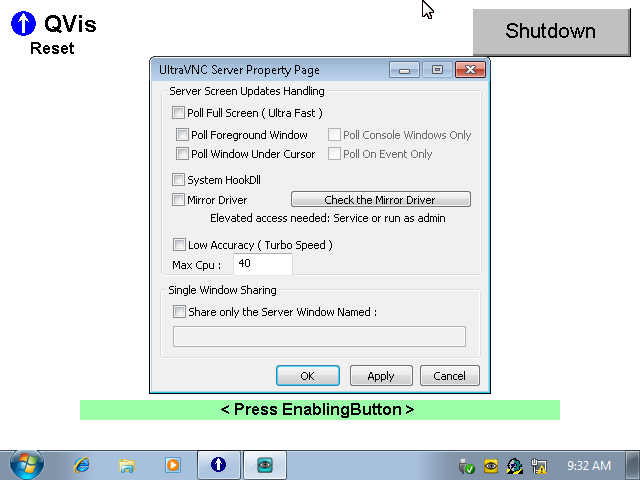 QVis
Reset
Shutdown
UltraVNC Server Property Page
Server Screen Updates Handling
Poll Full Screen ( Ultra Fast )
Poll Foreground Window
Poll Console Windows Only
Poll Window Under Cursor
Poll On Event Only
System HookDll
Mirror Driver
Check the Mirror Driver
Elevated access needed: Service or run as admin
Low Accuracy ( Turbo Speed )
Max Cpu : 40
Single Window Sharing
Share only the Server Window Named :
OK
Apply
Cancel
< Press EnablingButton >
9:32 AM